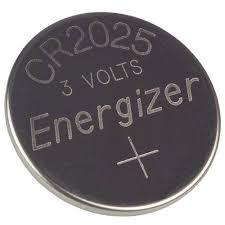 CR2025
3 VOLTS
Energizer
+